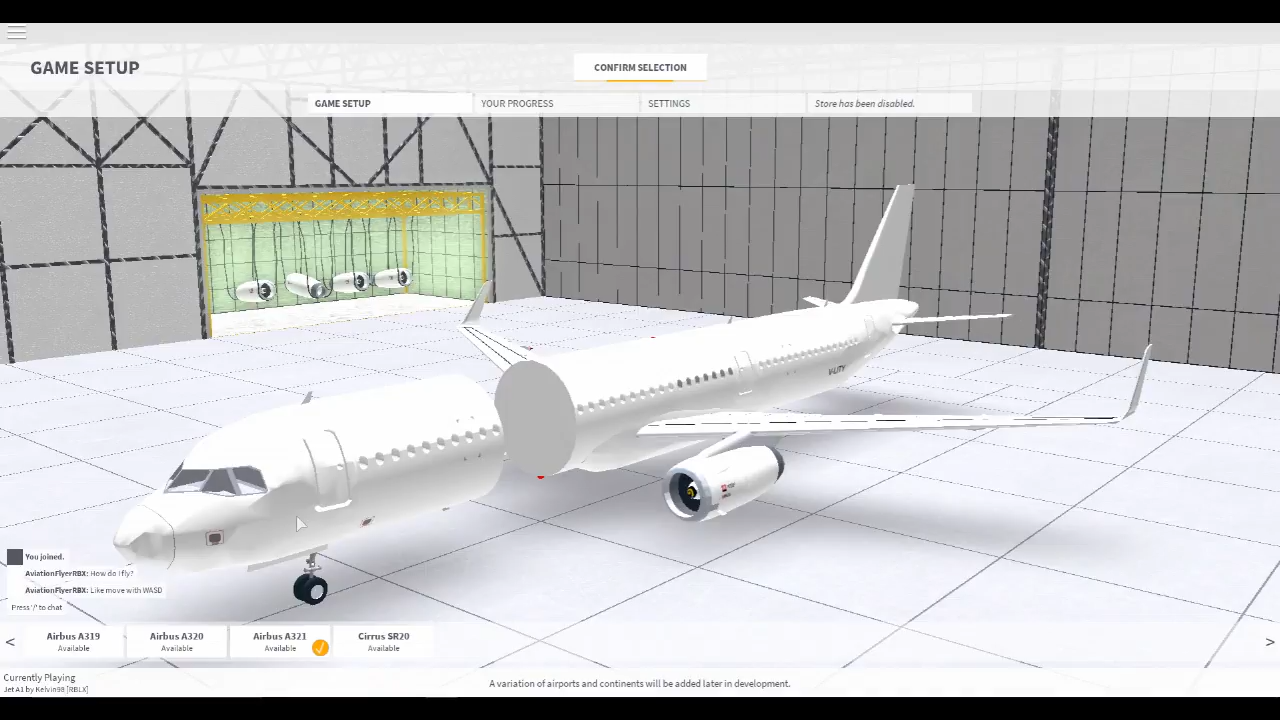 GAME SETUP
CONFIRM SELECTION
GAME SETUP
YOUR PROGRESS
SETTINGS
Store has been disabled.
You joined.
AviationFlyerRBX: How do I fly?
AviationFlyerRBX: Like move with WASD
Press '/' to chat
<
Airbus A319
Available
Airbus A320
Available
Airbus A321
Available
Cirrus SR20
Available
>
Currently Playing
Jet A1 by Kelvin98 [RBLX]
A variation of airports and continents will be added later in development.